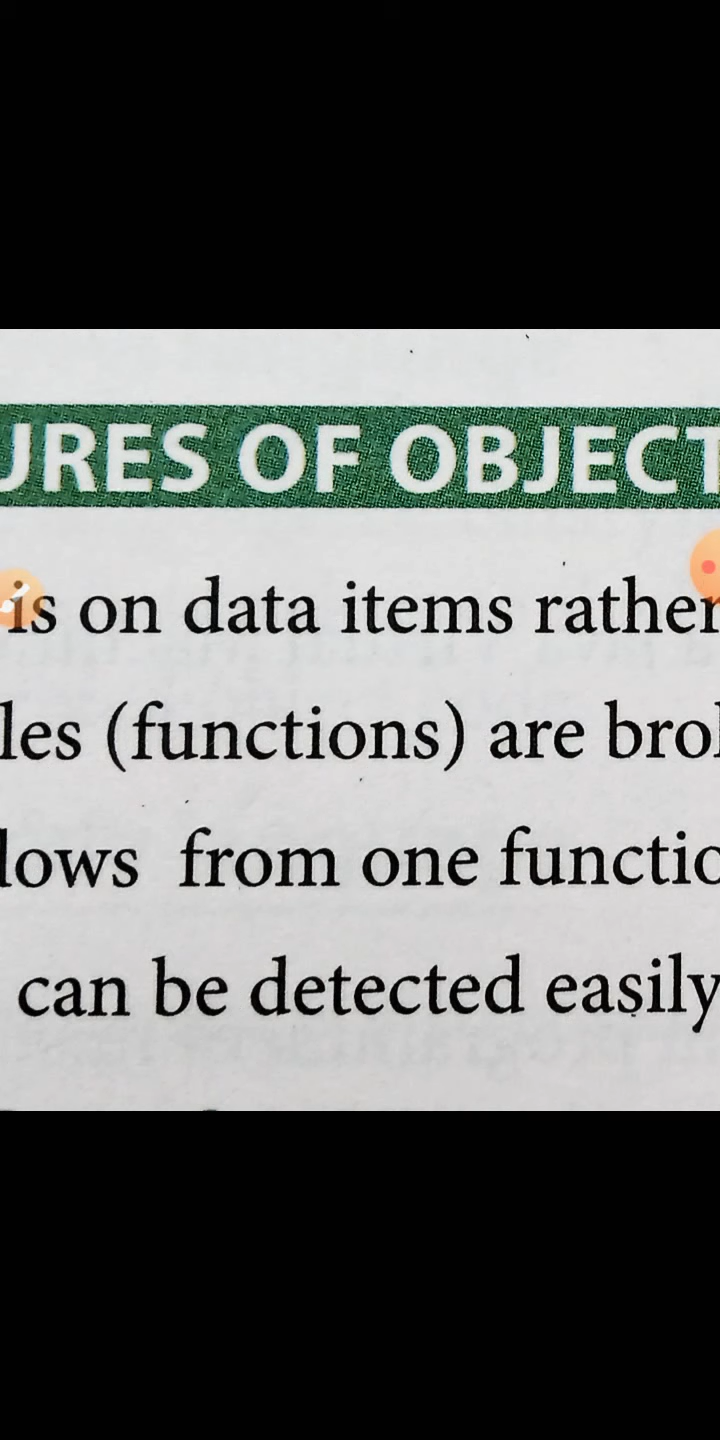 URES OF OBJECT
is on data items rather
les (functions) are bro
lows from one functio
can be detected easily